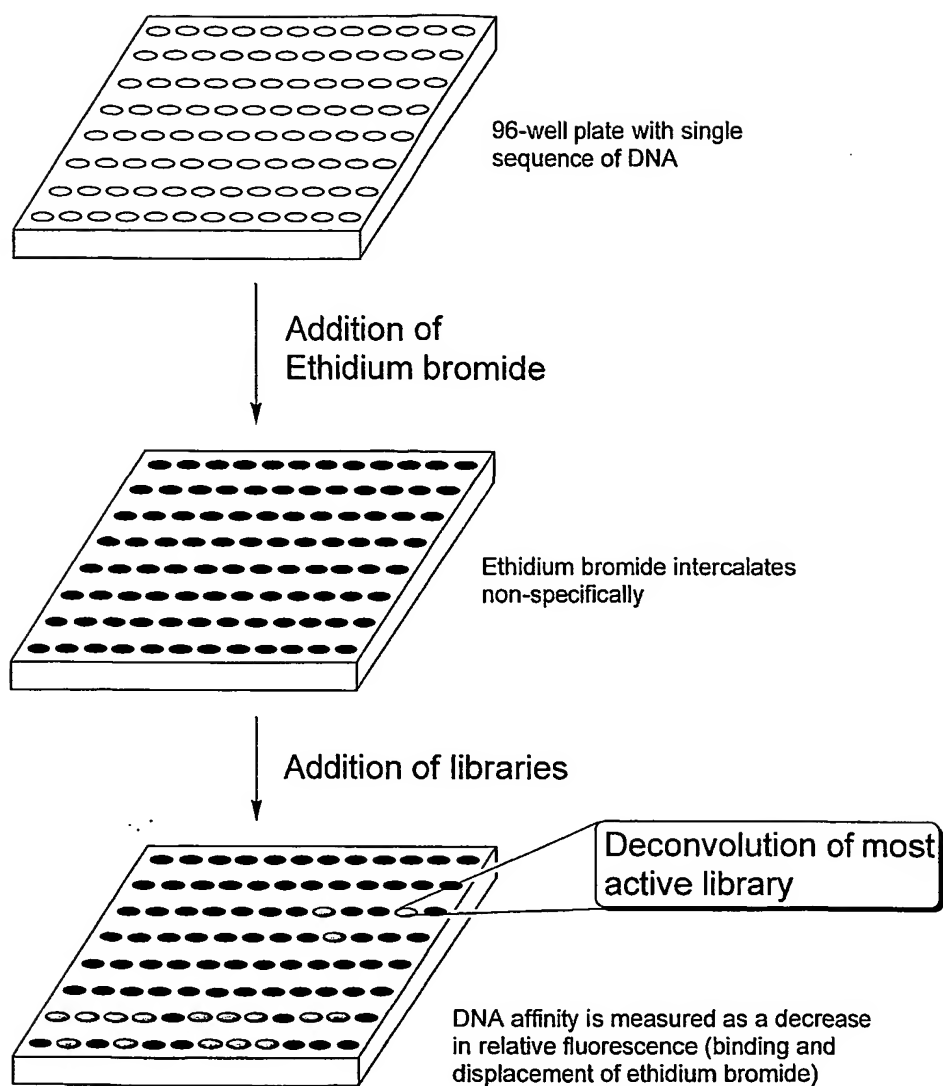 96-well plate with single
sequence of DNA
Addition of
Ethidium bromide
Ethidium bromide intercalates
non-specifically
Addition of libraries
Deconvolution of most
active library
DNA affinity is measured as a decrease
in relative fluorescence (binding and
displacement of ethidium bromide)